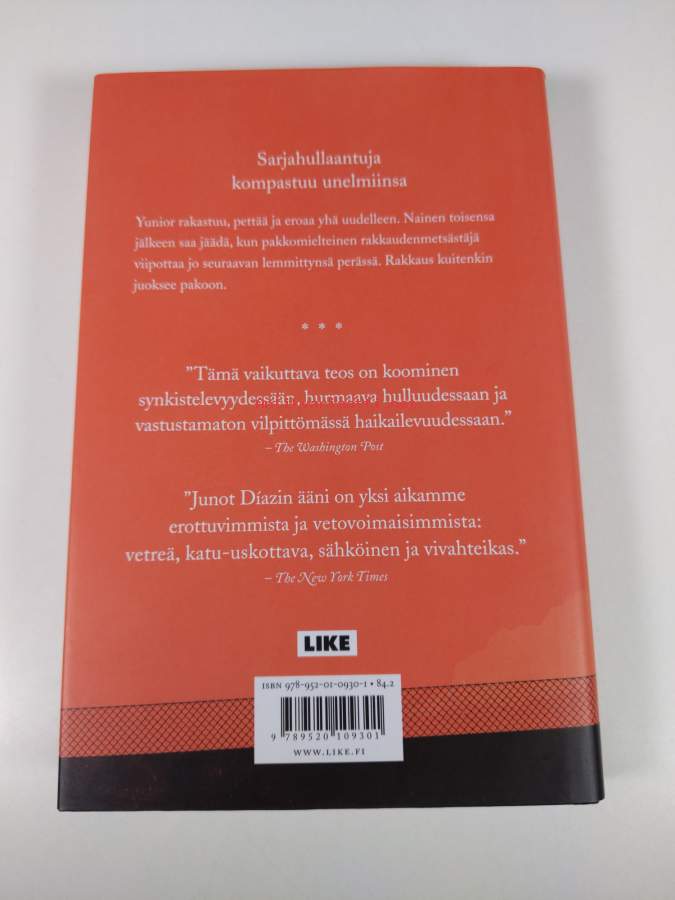 Sarjahullaantuja
kompastuu unelmiinsa
Yunior rakastuu, pettää ja eroaa yhä uudelleen. Nainen toisensa
jälkeen saa jäädä, kun pakkomielteinen rakkaudenmetsästäjä
viipottaa jo seuraavan lemmittynsä perässä. Rakkaus kuitenkin
juoksee pakoon.
* * *
”Tämä vaikuttava teos on koominen
synkistelevyydessään, hurmaava hulluudessaan ja
vastustamaton vilpittömässä haikailevuudessaan.”
– The Washington Post
”Junot Díazin ääni on yksi aikamme
erottuvimmista ja vetovoimaisimmista:
vetreä, katu-uskottava, sähköinen ja vivahteikas.”
– The New York Times
LIKE
ISBN 978-952-01-0930-1 • 84.2
9 789520 109301
WWW.LIKE.FI